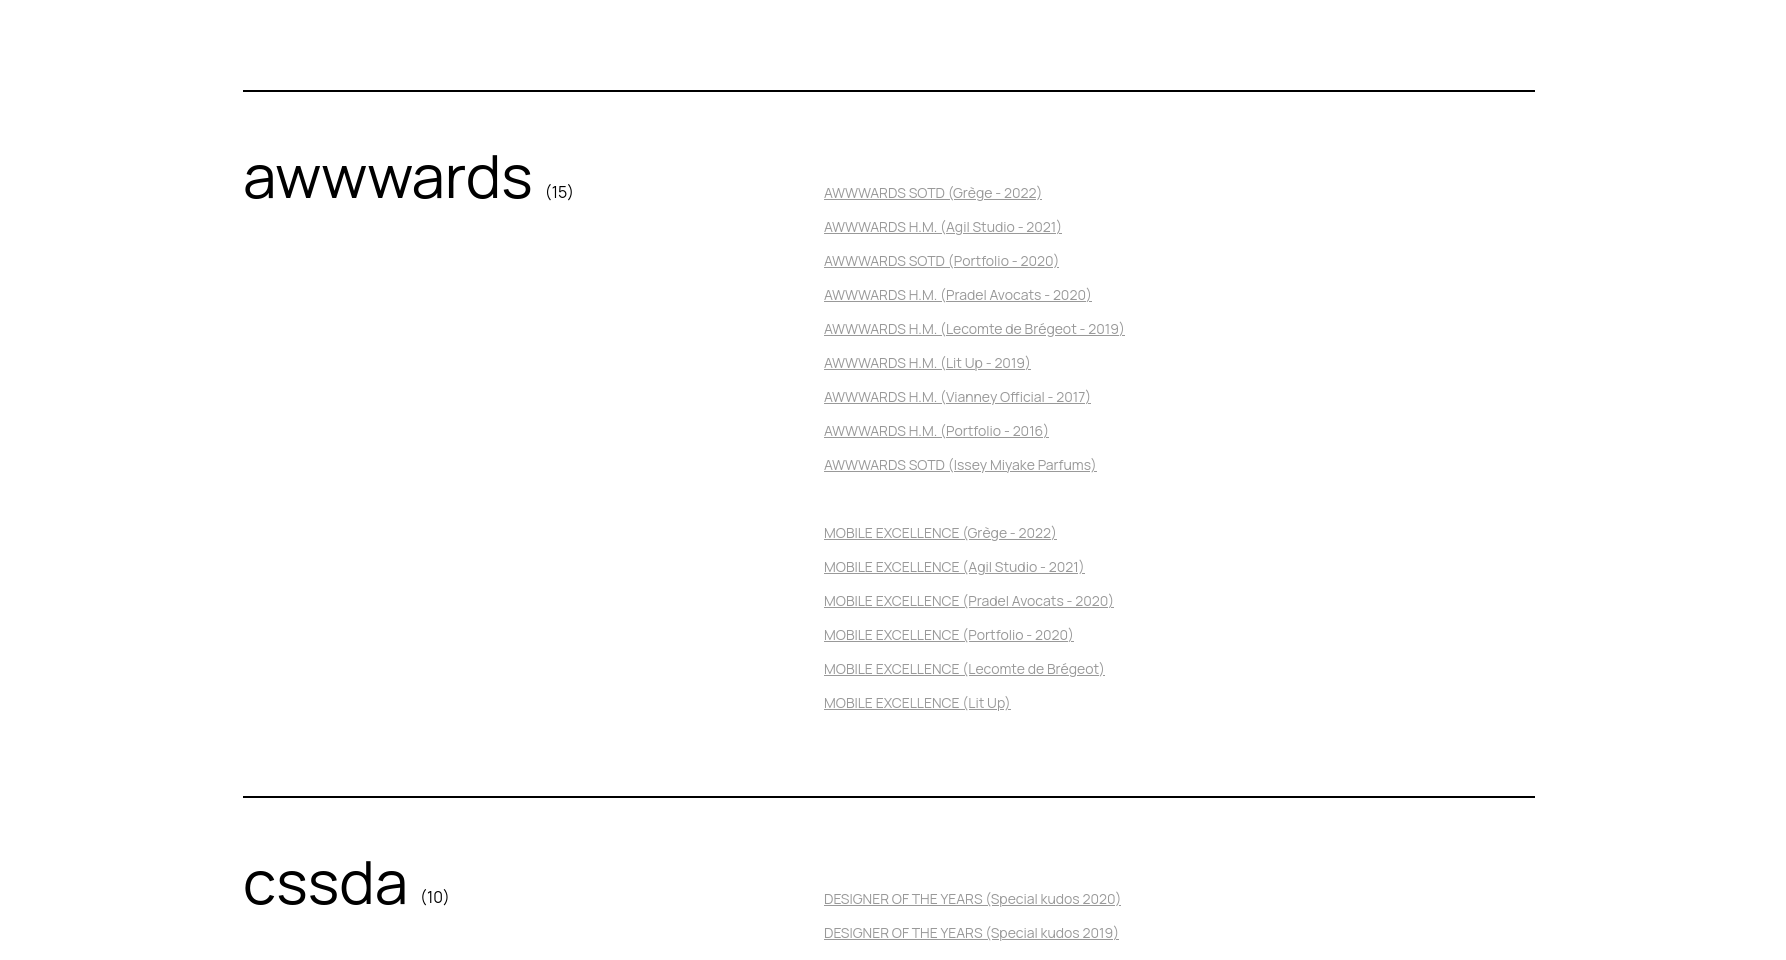 awwwards (15)
AWWWARDS SOTD (Grège - 2022)
AWWWARDS H.M. (Agil Studio - 2021)
AWWWARDS SOTD (Portfolio - 2020)
AWWWARDS H.M. (Pradel Avocats - 2020)
AWWWARDS H.M. (Lecomte de Brégeot - 2019)
AWWWARDS H.M. (Lit Up - 2019)
AWWWARDS H.M. (Vianney Official - 2017)
AWWWARDS H.M. (Portfolio - 2016)
AWWWARDS SOTD (Issey Miyake Parfums)
MOBILE EXCELLENCE (Grège - 2022)
MOBILE EXCELLENCE (Agil Studio - 2021)
MOBILE EXCELLENCE (Pradel Avocats - 2020)
MOBILE EXCELLENCE (Portfolio - 2020)
MOBILE EXCELLENCE (Lecomte de Brégeot)
MOBILE EXCELLENCE (Lit Up)
cssda (10)
DESIGNER OF THE YEARS (Special kudos 2020)
DESIGNER OF THE YEARS (Special kudos 2019)